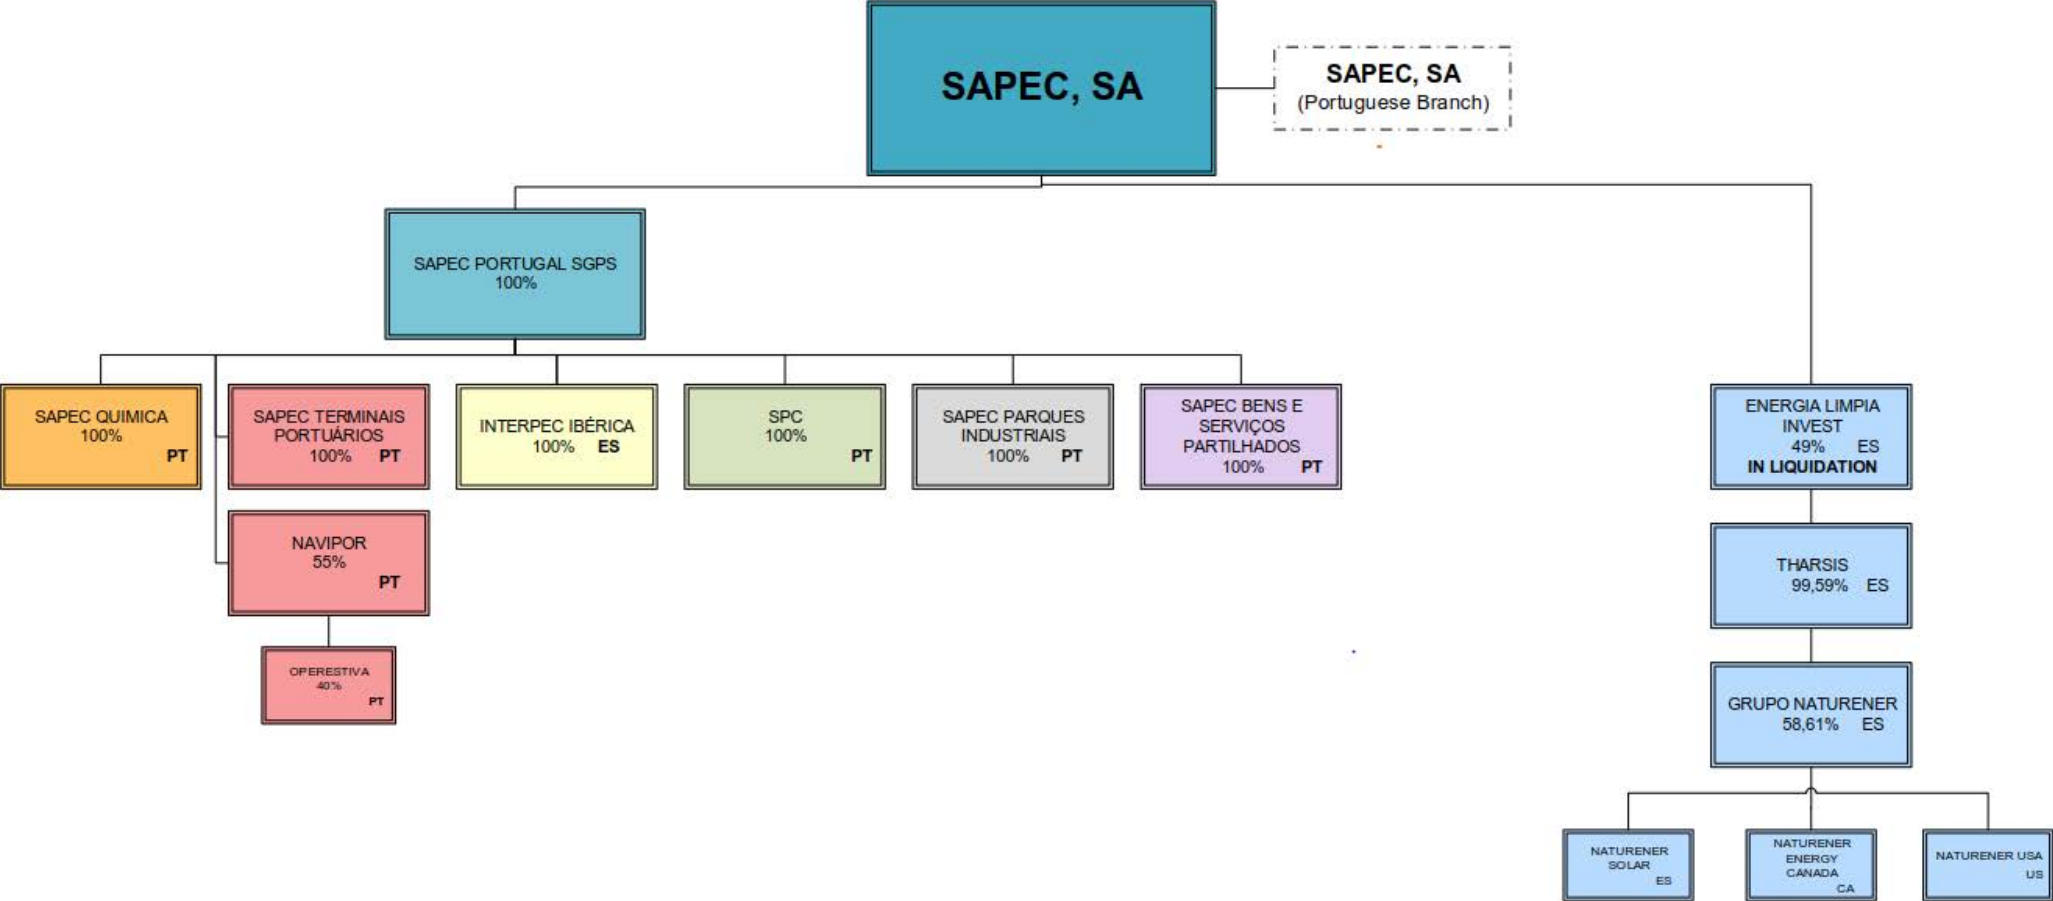 SAPEC, SA
SAPEC, SA
(Portuguese Branch)
SAPEC PORTUGAL SGPS
100%
SAPEC QUIMICA
100%
PT
SAPEC TERMINAIS
PORTUÁRIOS
100% PT
INTERPEC IBÉRICA
100% ES
SPC
100%
PT
SAPEC PARQUES
INDUSTRIAIS
100% PT
SAPEC BENS E
SERVIÇOS
PARTILHADOS
100% PT
ENERGIA LIMPIA
INVEST
49% ES
IN LIQUIDATION
NAVIPOR
55%
PT
THARSIS
99,59% ES
OPERESTIVA
40%
PT
GRUPO NATURENER
58,61% ES
NATURENER
SOLAR
ES
NATURENER
ENERGY
CANADA
CA
NATURENER USA
US